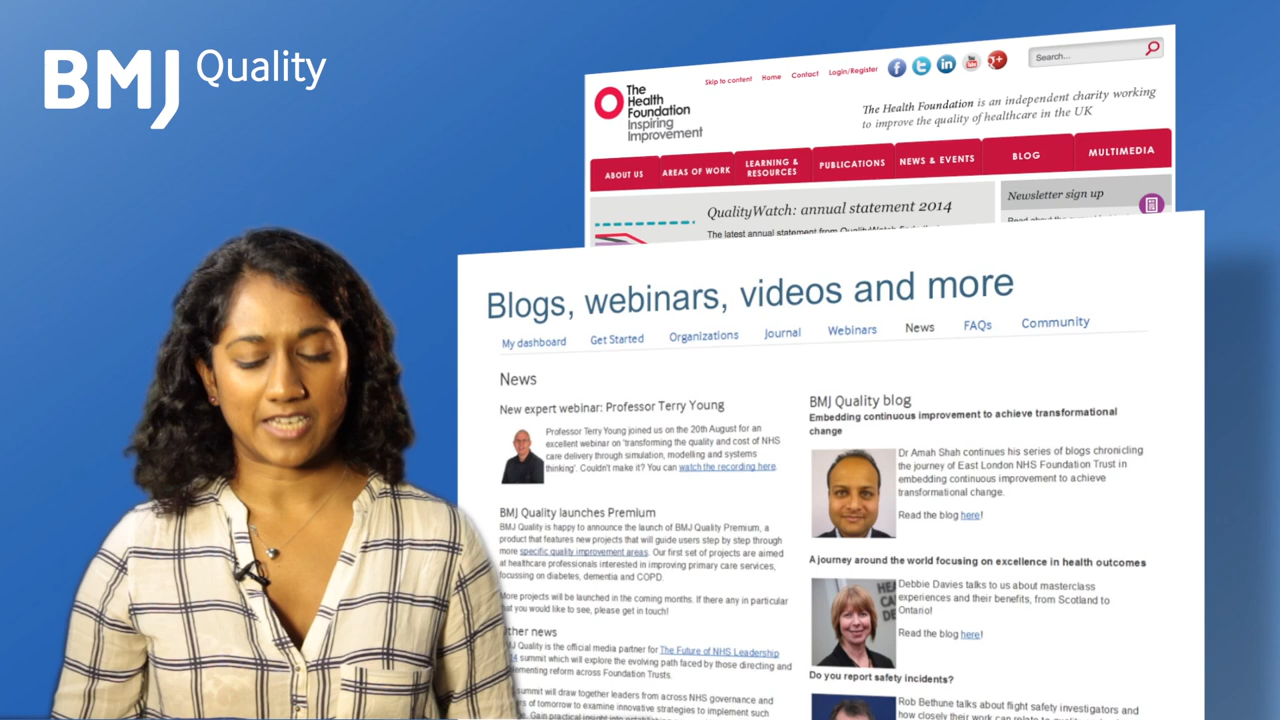 BMJ Quality
The
Health
Foundation
Inspiring
Improvement
Skip to content Home Contact Login/Register
Search...
The Health Foundation is an independent charity working
to improve the quality of healthcare in the UK
ABOUT US
AREAS OF WORK
LEARNING &
RESOURCES
PUBLICATIONS
NEWS & EVENTS
BLOG
MULTIMEDIA
QualityWatch: annual statement 2014
The latest annual statement from QualityWatch finds that
Newsletter sign up
Read about the
Blogs, webinars, videos and more
My dashboard Get Started Organizations Journal Webinars News FAQs Community
News
New expert webinar: Professor Terry Young
Professor Terry Young joined us on the 20th August for an
excellent webinar on 'transforming the quality and cost of NHS
care delivery through simulation, modelling and systems
thinking'. Couldn't make it? You can watch the recording here.
BMJ Quality launches Premium
BMJ Quality is happy to announce the launch of BMJ Quality Premium, a
product that features new projects that will guide users step by step through
more specific quality improvement areas. Our first set of projects are aimed
at healthcare professionals interested in improving primary care services,
focussing on diabetes, dementia and COPD.
More projects will be launched in the coming months. If there any in particular
that you would like to see, please get in touch!
Other news
BMJ Quality is the official media partner for The Future of NHS Leadership
summit which will explore the evolving path faced by those directing and
implementing reform across Foundation Trusts.
summit will draw together leaders from across NHS governance and
of tomorrow to examine innovative strategies to implement such
Gain practical insight into
BMJ Quality blog
Embedding continuous improvement to achieve transformational
change
Dr Amah Shah continues his series of blogs chronicling
the journey of East London NHS Foundation Trust in
embedding continuous improvement to achieve
transformational change.
Read the blog here!
A journey around the world focusing on excellence in health outcomes
Debbie Davies talks to us about masterclass
experiences and their benefits, from Scotland to
Ontario!
Read the blog here!
Do you report safety incidents?
Rob Bethune talks about flight safety investigators and
how closely their work can relate to